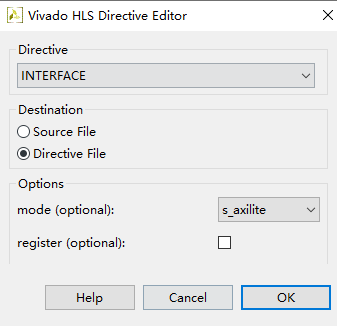 Vivado HLS Directive Editor
Directive
INTERFACE
Destination
Source File
Directive File
Options
mode (optional):
s_axilite
register (optional):
Help
Cancel
OK